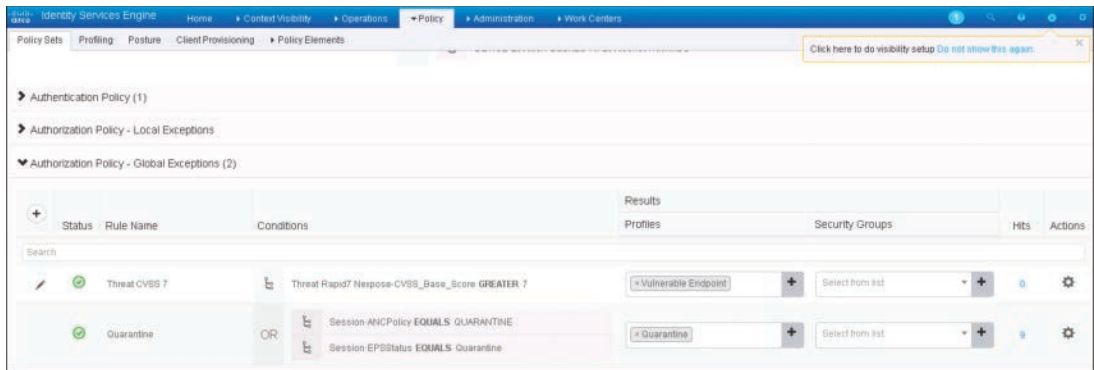 cisco Identity Services Engine Home Context Visibility Operations Policy Administration Work Centers
Policy Sets Profiling Posture Client Provisioning Policy Elements
Click here to do visibility setup Do not show this again.
Authentication Policy (1)
Authorization Policy - Local Exceptions
Authorization Policy - Global Exceptions (2)
Results
+ Status Rule Name Conditions Profiles Security Groups Hits Actions
Search
Threat CVSS 7 Threat Rapid7 Nexpose-CVSS_Base_Score GREATER 7 × Vulnerable Endpoint + Select from list + 0
Session ANCPolicy EQUALS QUARANTINE
Quarantine OR × Quarantine + Select from list +
Session EPSStatus EQUALS Quarantine